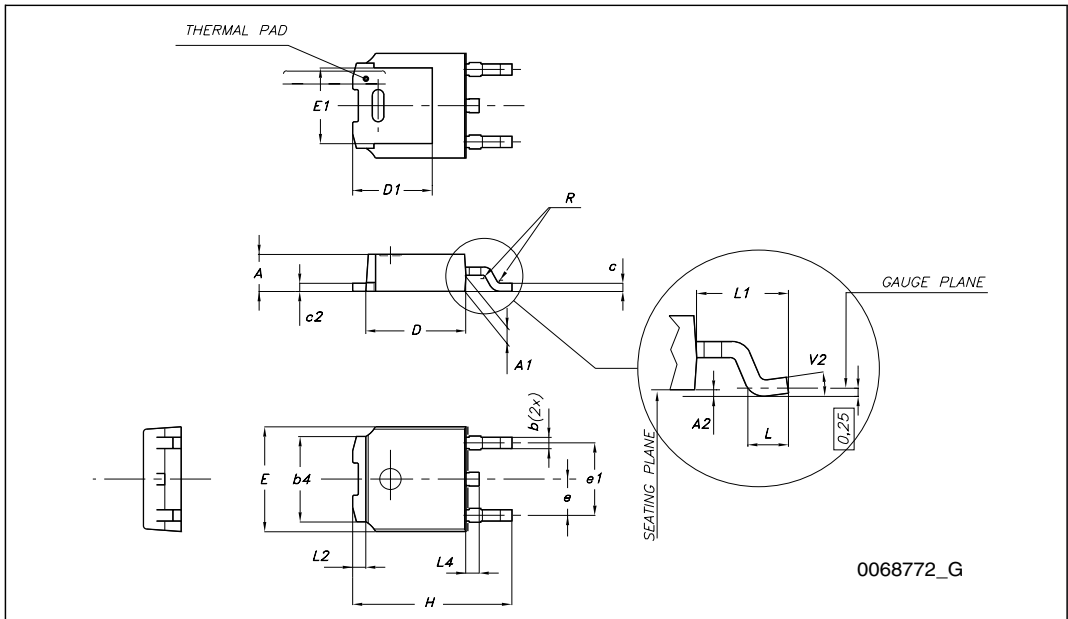 THERMAL PAD
E1
D1
R
A
c
c2
D
A1
L1
GAUGE PLANE
V2
A2
L
0,25
SEATING PLANE
b(2x)
E
b4
e
e1
L2
L4
H
0068772_G